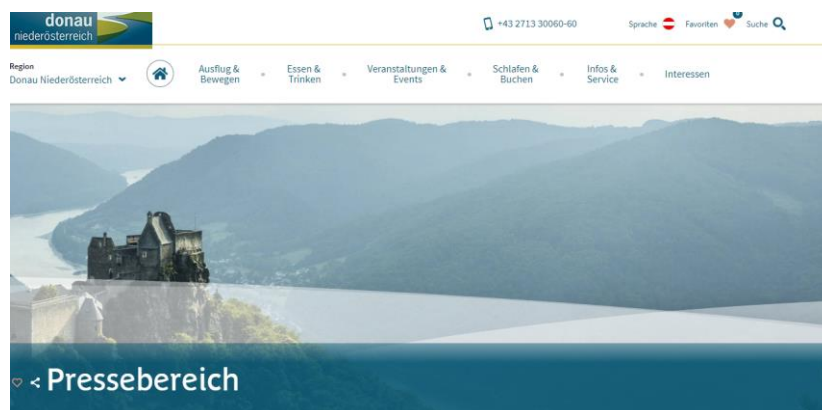 donau
niederösterreich
+43 2713 30060-60
Sprache
Favoriten
0
Suche
Region
Donau Niederösterreich
Ausflug &
Bewegen
Essen &
Trinken
Veranstaltungen &
Events
Schlafen &
Buchen
Infos &
Service
Interessen
Pressebereich